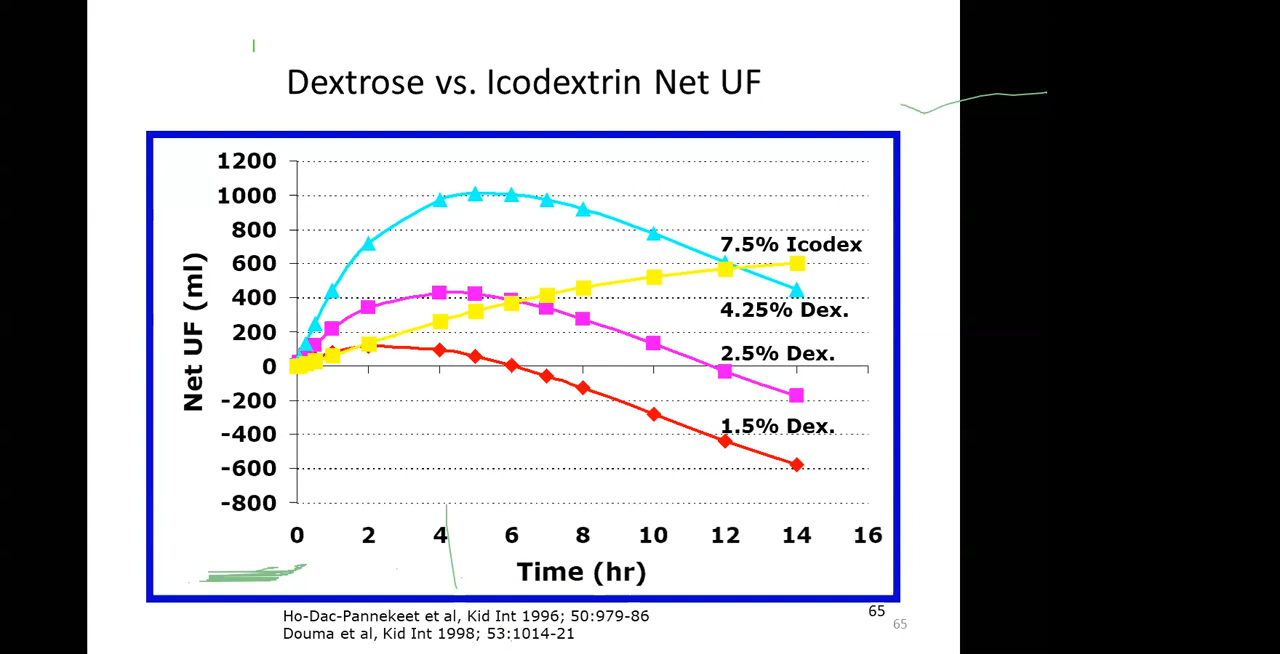 Dextrose vs. Icodextrin Net UF
1200
1000
800
600
400
200
0
-200
-400
-600
-800
Net UF (ml)
7.5% Icodex
4.25% Dex.
2.5% Dex.
1.5% Dex.
0 2 4 6 8 10 12 14 16
Time (hr)
Ho-Dac-Pannekeet et al, Kid Int 1996; 50:979-86
Douma et al, Kid Int 1998; 53:1014-21
65
65